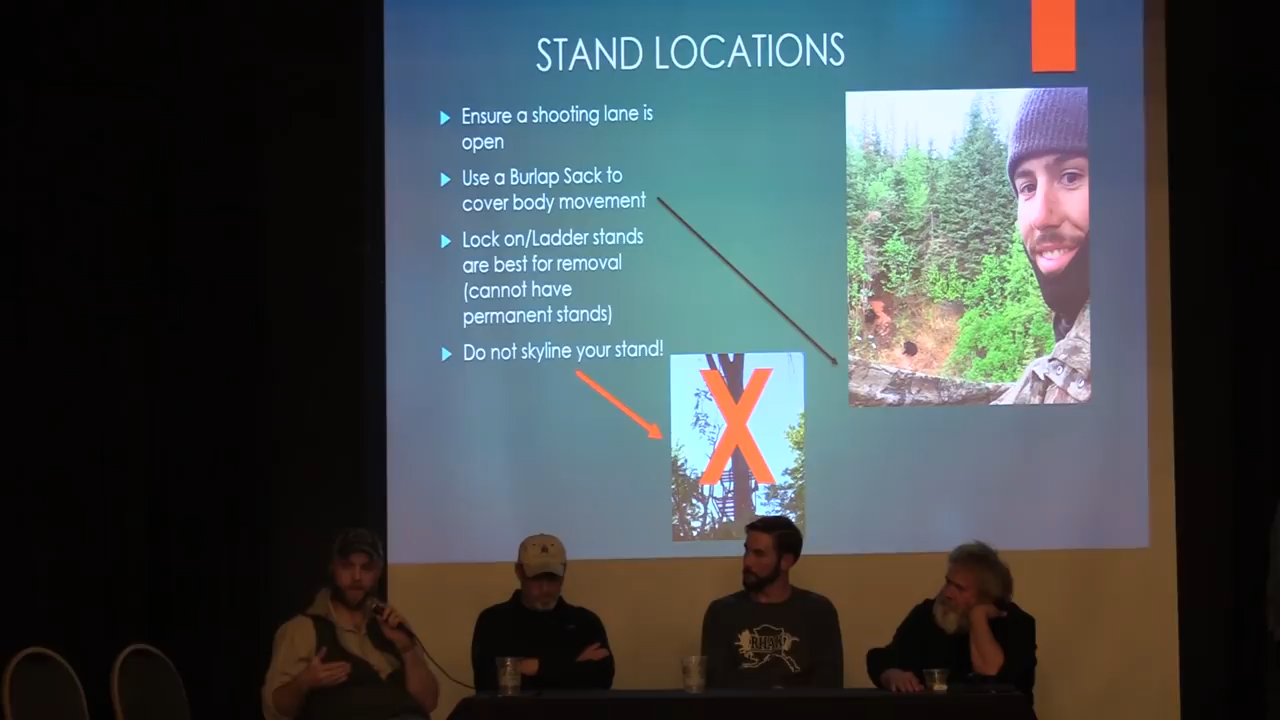 STAND LOCATIONS
Ensure a shooting lane is
open
Use a Burlap Sack to
cover body movement
Lock on/Ladder stands
are best for removal
(cannot have
permanent stands)
Do not skyline your stand!
X
RHAK